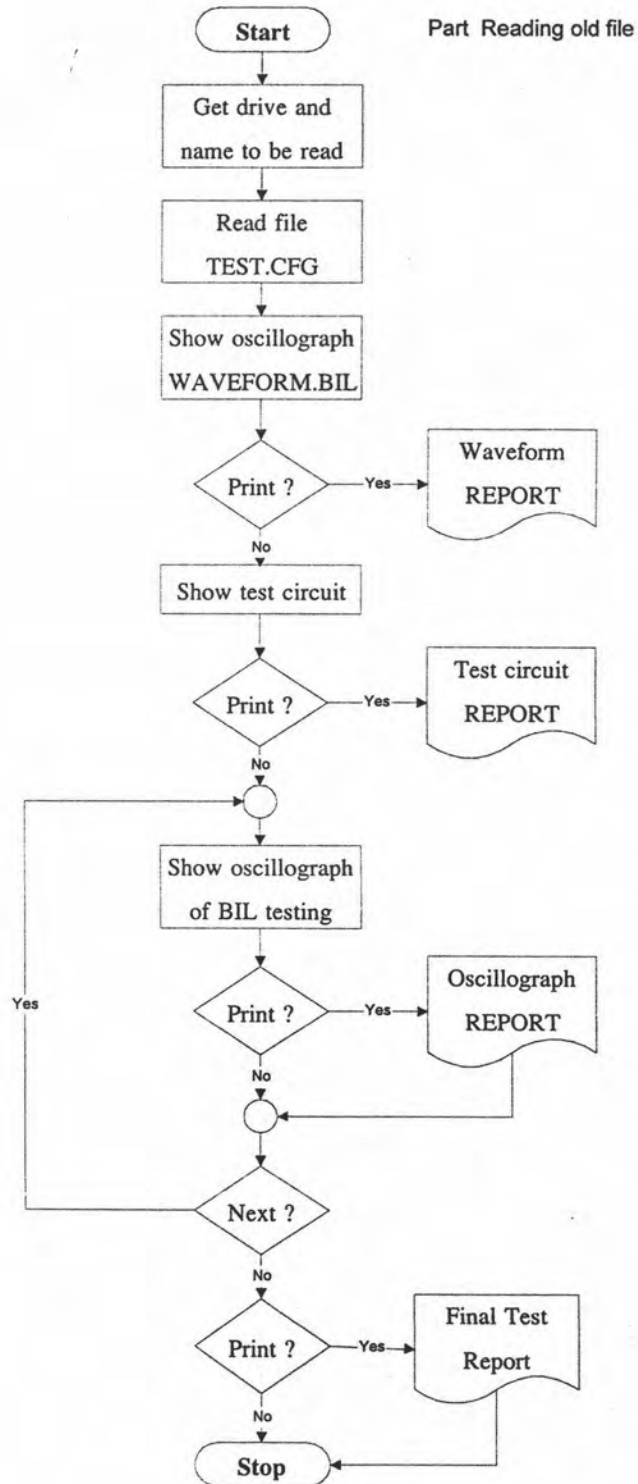 Start
Part Reading old file
Get drive and
name to be read
Read file
TEST.CFG
Show oscillograph
WAVEFORM.BIL
Print ?
Yes
Waveform
REPORT
No
Show test circuit
Print ?
Yes
Test circuit
REPORT
No
Show oscillograph
of BIL testing
Yes
Print ?
Yes
Oscillograph
REPORT
No
Next ?
No
Print ?
Yes
Final Test
Report
No
Stop